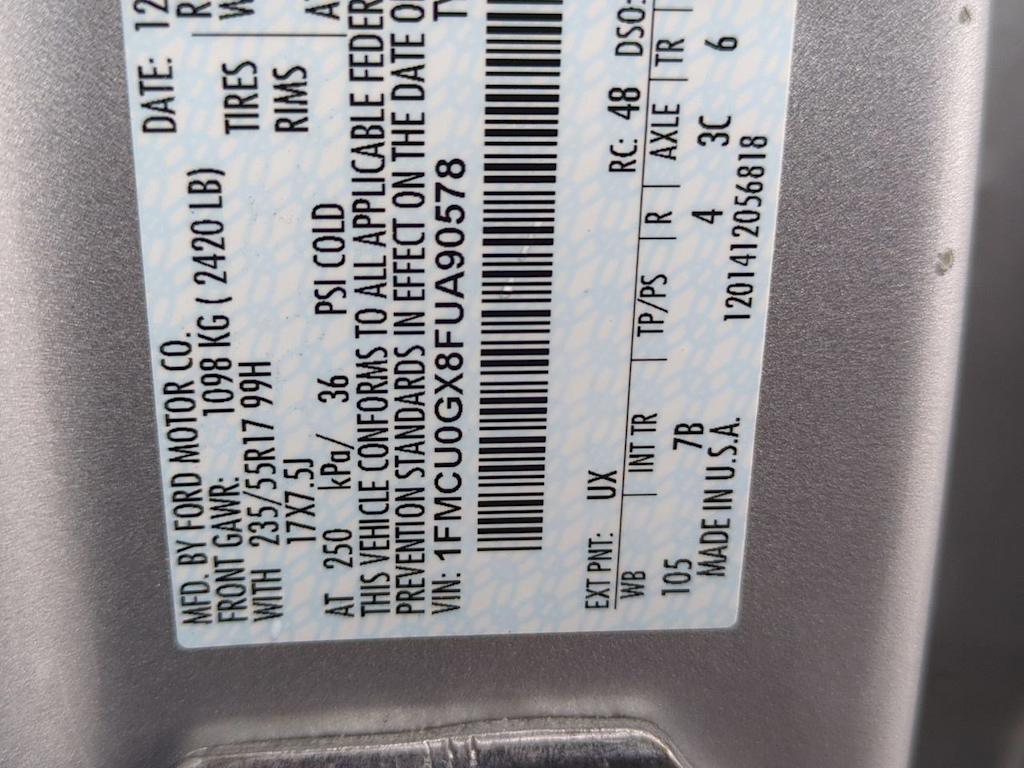 MFD. BY FORD MOTOR CO. DATE: 12
FRONT GAWR: 1098 KG ( 2420 LB)
WITH 235/55R17 99H TIRES
17X7.5J RIMS
AT 250 kPa/ 36 PSI COLD
THIS VEHICLE CONFORMS TO ALL APPLICABLE FEDER
PREVENTION STANDARDS IN EFFECT ON THE DATE O
VIN: 1FMCU0GX8FUA90578
EXT PNT: UX RC: 48 DSO:
WB INT TR TP/PS R AXLE TR
105 7B 4 3C 6
MADE IN U.S.A. 1201412056818